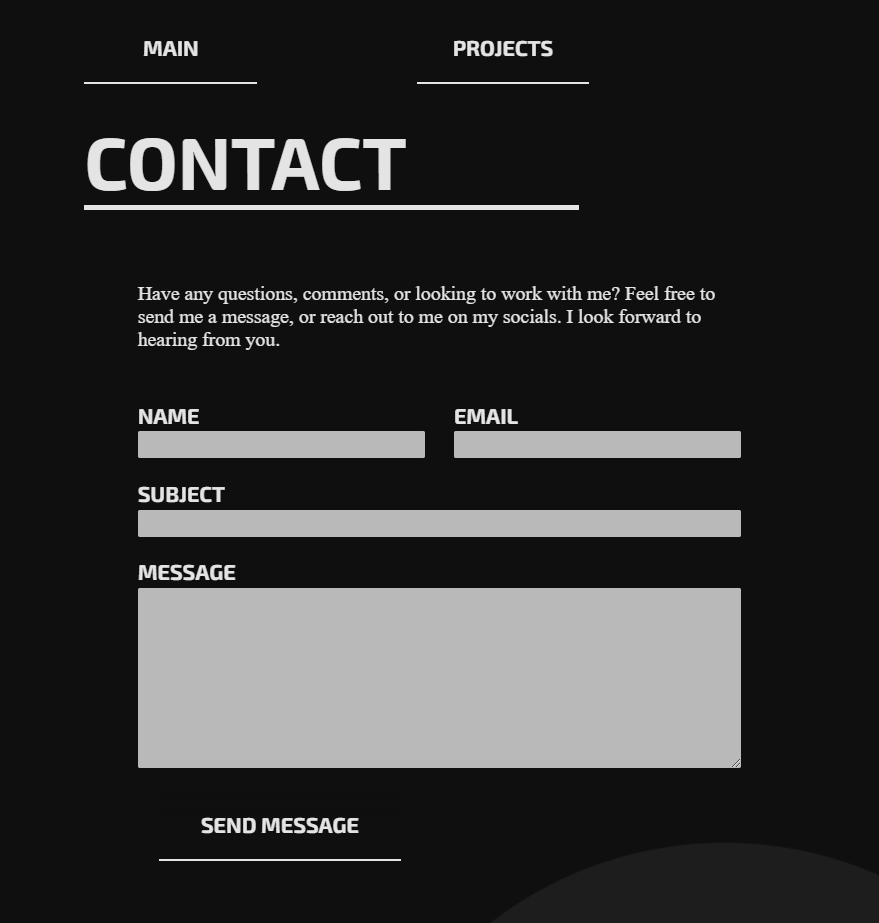 MAIN PROJECTS
CONTACT
Have any questions, comments, or looking to work with me? Feel free to
send me a message, or reach out to me on my socials. I look forward to
hearing from you.
NAME EMAIL
SUBJECT
MESSAGE
SEND MESSAGE